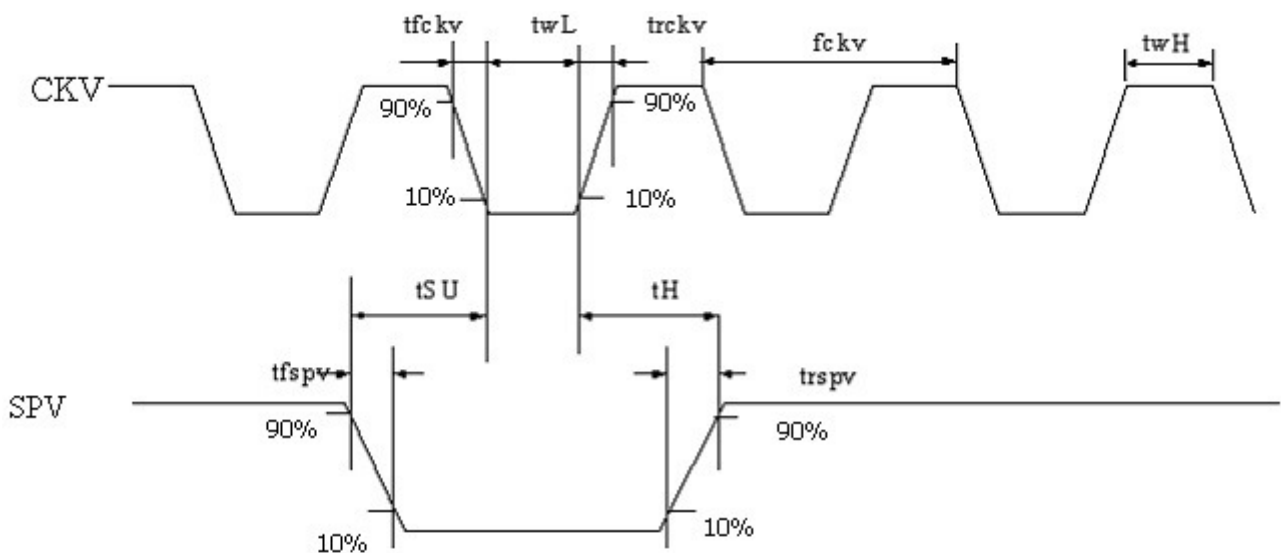 tfckv twL trckv fckv twH
CKV
90% 90%
10% 10%
tSU tH
tfspv trspv
SPV
90% 90%
10% 10%